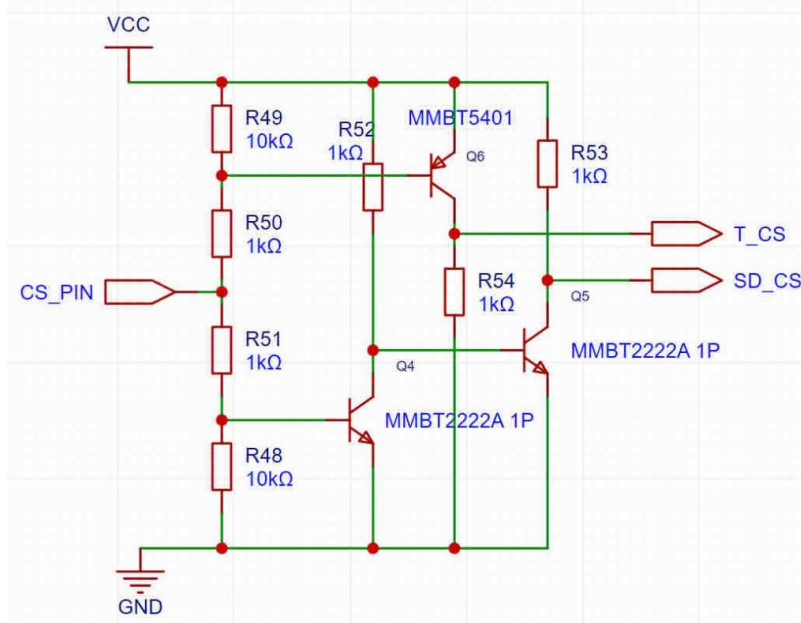 VCC
R49
10kΩ
R52
1kΩ
MMBT5401
Q6
R53
1kΩ
R50
1kΩ
T_CS
CS_PIN
R54
1kΩ
SD_CS
Q5
R51
1kΩ
Q4
MMBT2222A 1P
MMBT2222A 1P
R48
10kΩ
GND